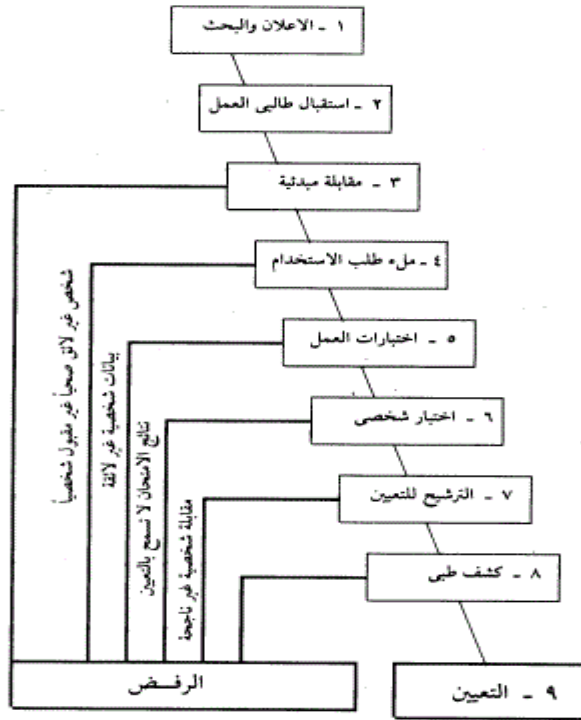 ١ - الاعلان والبحث
٢ - استقبال طالبى العمل
٣ - مقابلة مبدئية
٤ - ملء طلب الاستخدام
٥ - اختبارات العمل
٦ - اختبار شخصى
٧ - الترشيح للتعيين
٨ - كشف طبى
٩ - التعيين
شخص غير لائق صحياً غير مقبول شخصياً
بيانات شخصية غير لائقة
نتائج الامتحان لا تسمح بالتعيين
مقابلة شخصية غير ناجحة
الرفـــض